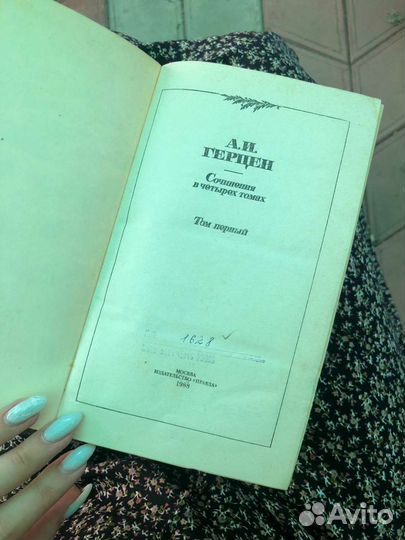 А.И.
ГЕРЦЕН
Сочинения
в четырех томах
Том первый
1628
МОСКВА
ИЗДАТЕЛЬСТВО «ПРАВДА»
1988
Avito